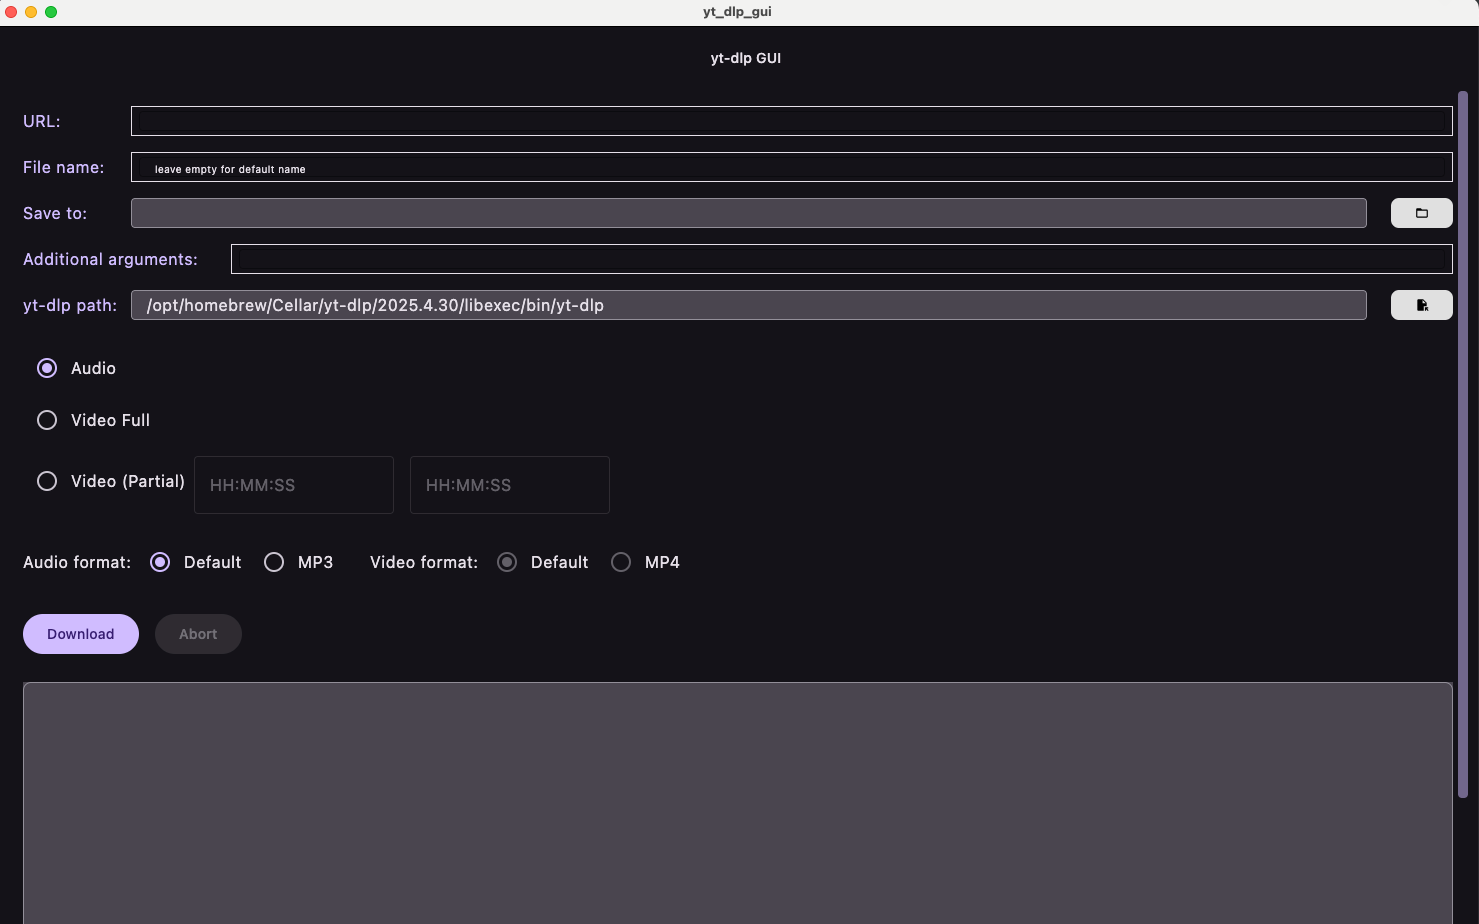 yt_dlp_gui
yt-dlp GUI
URL:
File name: leave empty for default name
Save to:
Additional arguments:
yt-dlp path: /opt/homebrew/Cellar/yt-dlp/2025.4.30/libexec/bin/yt-dlp
Audio
Video Full
Video (Partial) HH:MM:SS HH:MM:SS
Audio format: Default MP3 Video format: Default MP4
Download Abort